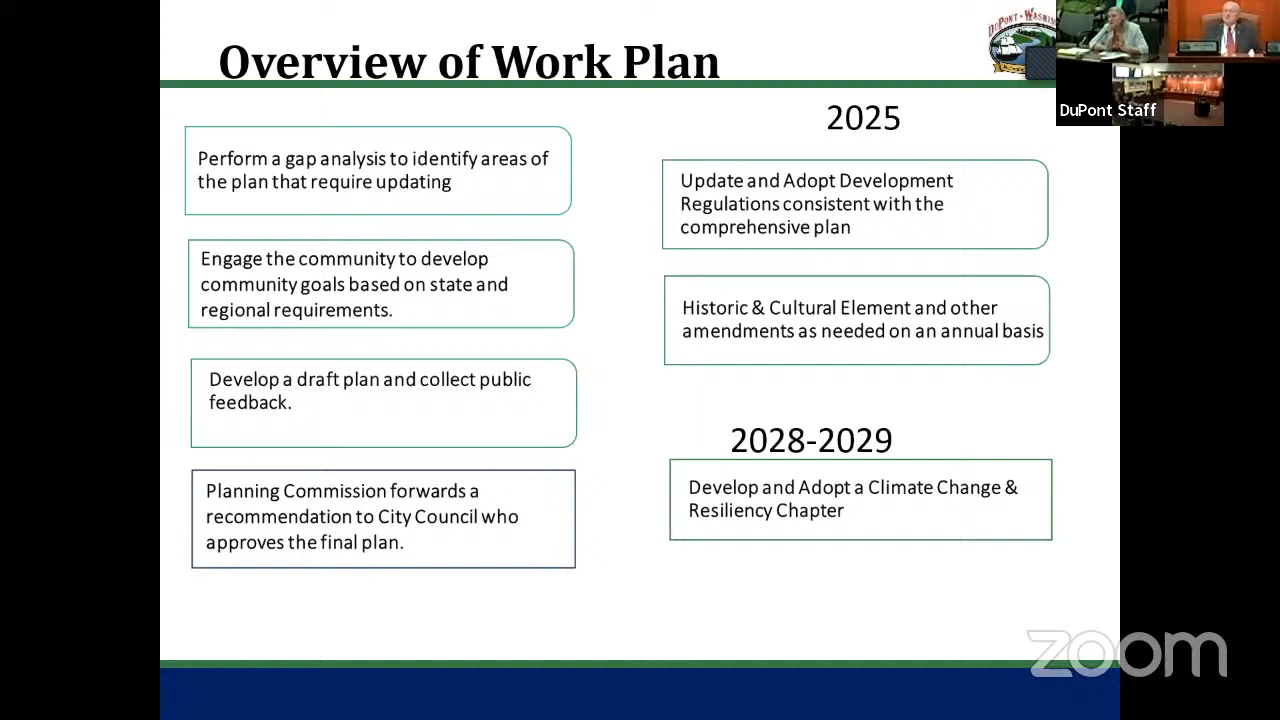 Overview of Work Plan
DUPONT WASHI
DuPont Staff
Perform a gap analysis to identify areas of
the plan that require updating
Engage the community to develop
community goals based on state and
regional requirements.
Develop a draft plan and collect public
feedback.
Planning Commission forwards a
recommendation to City Council who
approves the final plan.
2025
Update and Adopt Development
Regulations consistent with the
comprehensive plan
Historic & Cultural Element and other
amendments as needed on an annual basis
2028-2029
Develop and Adopt a Climate Change &
Resiliency Chapter
zoom